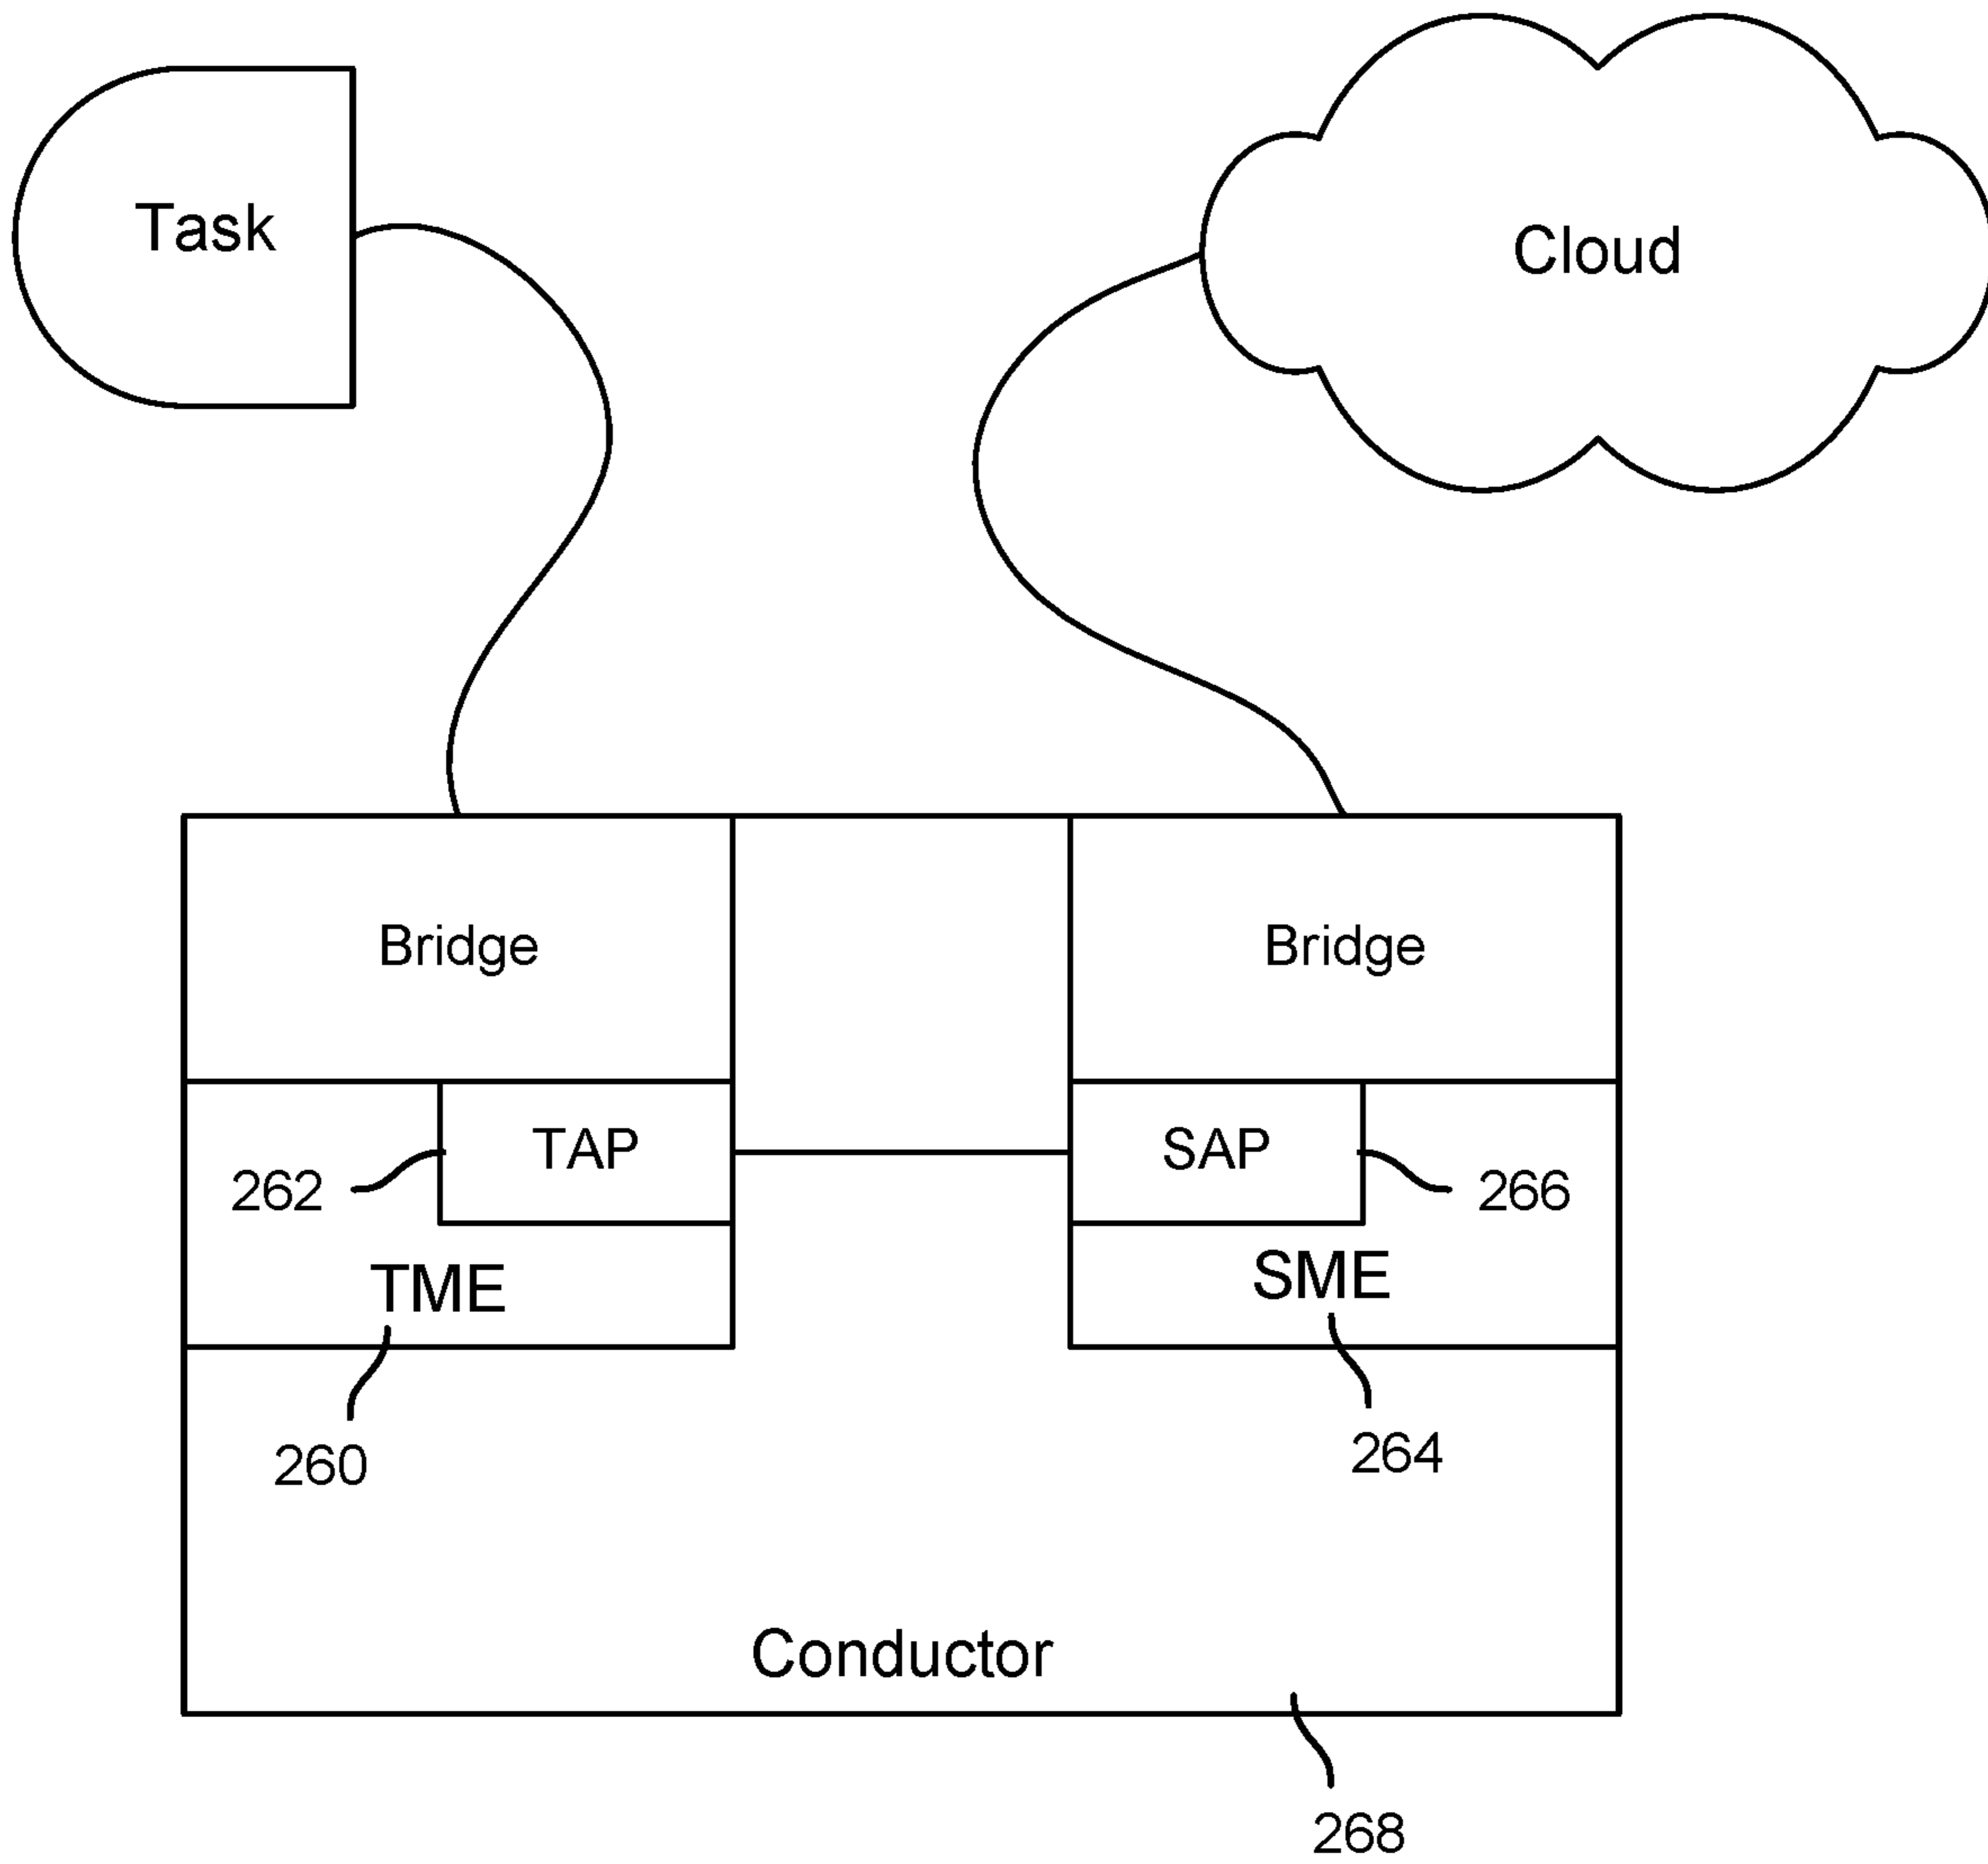 Task
Cloud
Bridge
Bridge
TAP
SAP
262
266
TME
SME
260
264
Conductor
268